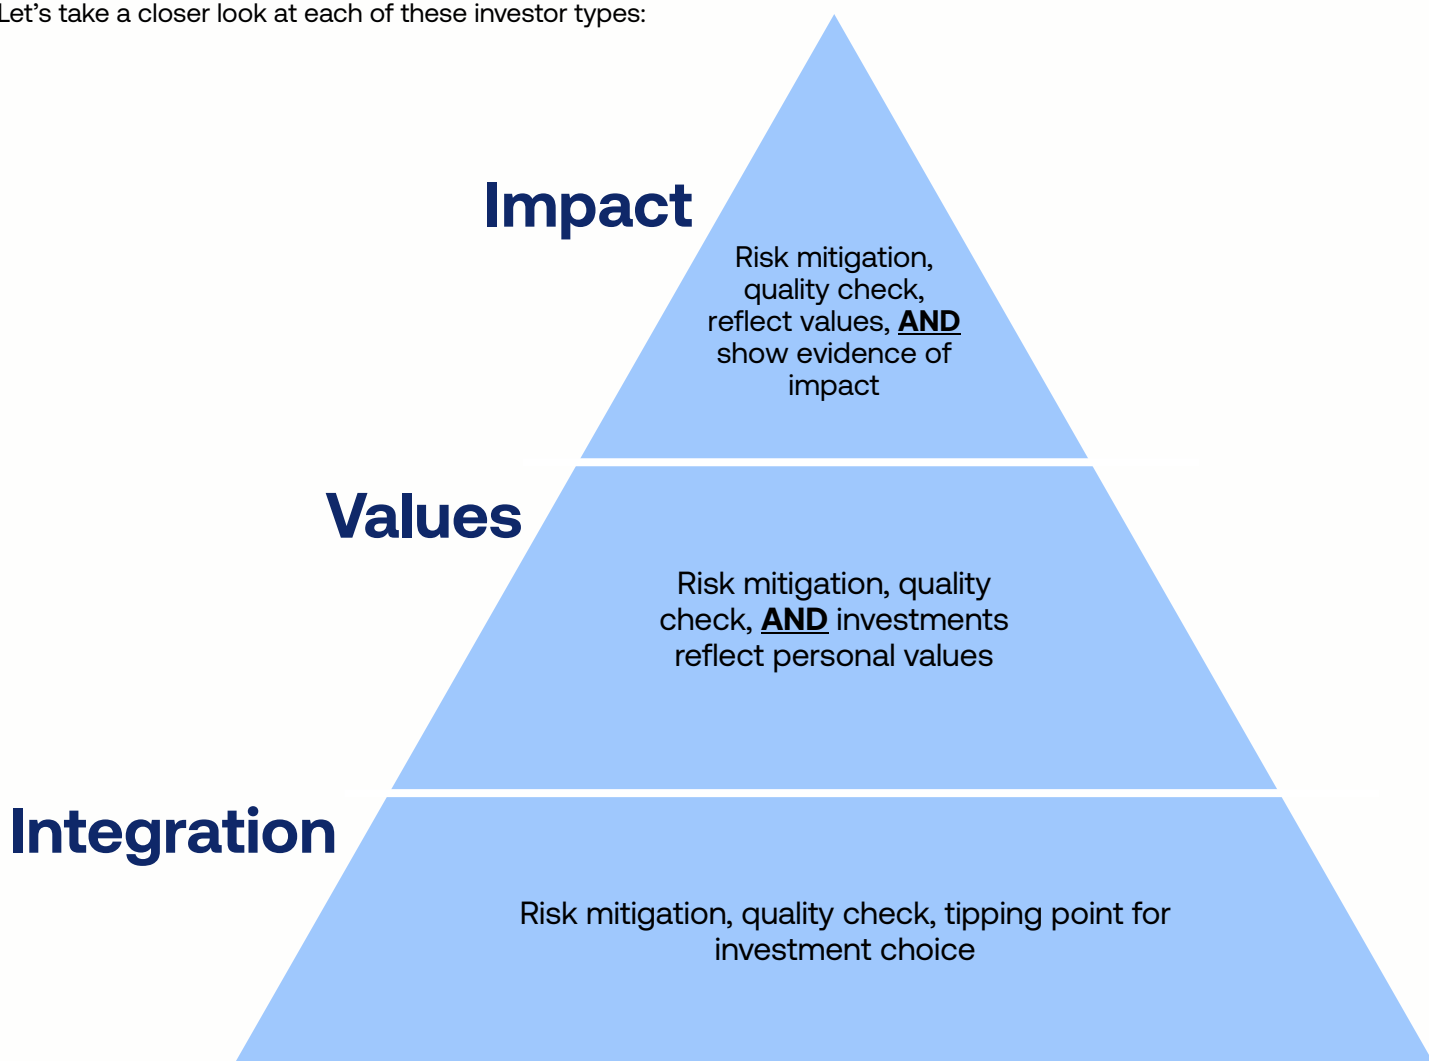 Let's take a closer look at each of these investor types:
Impact
Risk mitigation,
quality check,
reflect values, AND
show evidence of
impact
Values
Risk mitigation, quality
check, AND investments
reflect personal values
Integration
Risk mitigation, quality check, tipping point for
investment choice